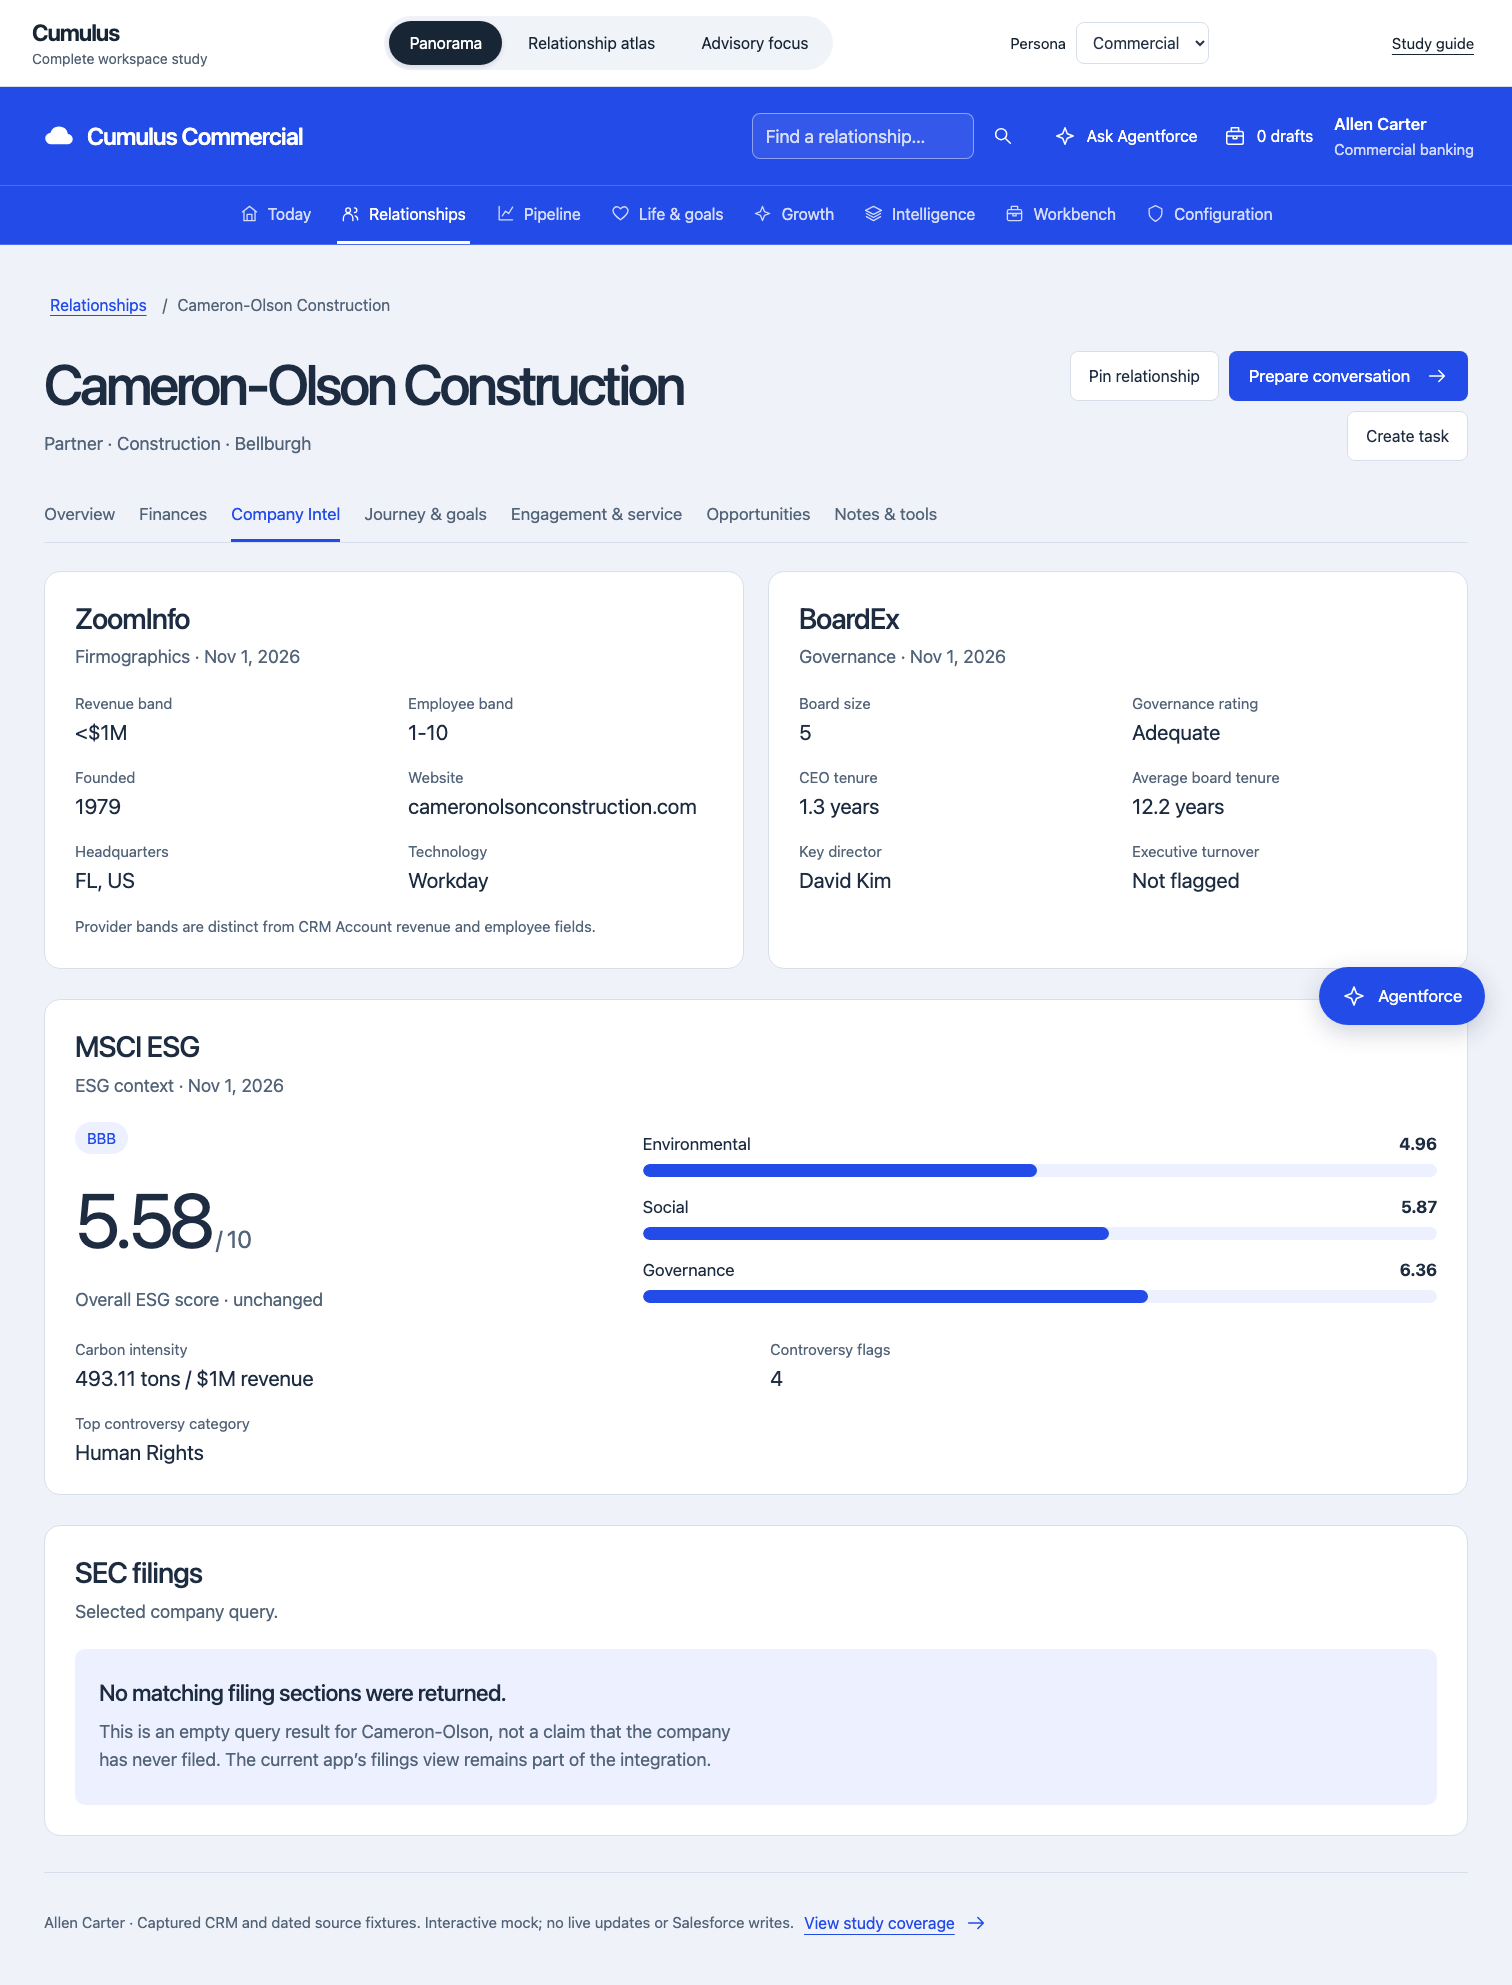 Cumulus
Complete workspace study
Panorama
Relationship atlas
Advisory focus
Persona
Commercial
Study guide
Cumulus Commercial
Find a relationship...
Ask Agentforce
0 drafts
Allen Carter
Commercial banking
Today
Relationships
Pipeline
Life & goals
Growth
Intelligence
Workbench
Configuration
Relationships / Cameron-Olson Construction
Cameron-Olson Construction
Partner · Construction · Bellburgh
Pin relationship
Prepare conversation
Create task
Overview
Finances
Company Intel
Journey & goals
Engagement & service
Opportunities
Notes & tools
ZoomInfo
Firmographics · Nov 1, 2026
Revenue band
<$1M
Employee band
1-10
Founded
1979
Website
cameronolsonconstruction.com
Headquarters
FL, US
Technology
Workday
Provider bands are distinct from CRM Account revenue and employee fields.
BoardEx
Governance · Nov 1, 2026
Board size
5
Governance rating
Adequate
CEO tenure
1.3 years
Average board tenure
12.2 years
Key director
David Kim
Executive turnover
Not flagged
Agentforce
MSCI ESG
ESG context · Nov 1, 2026
BBB
5.58 / 10
Overall ESG score · unchanged
Environmental 4.96
Social 5.87
Governance 6.36
Carbon intensity
493.11 tons / $1M revenue
Controversy flags
4
Top controversy category
Human Rights
SEC filings
Selected company query.
No matching filing sections were returned.
This is an empty query result for Cameron-Olson, not a claim that the company
has never filed. The current app’s filings view remains part of the integration.
Allen Carter · Captured CRM and dated source fixtures. Interactive mock; no live updates or Salesforce writes. View study coverage